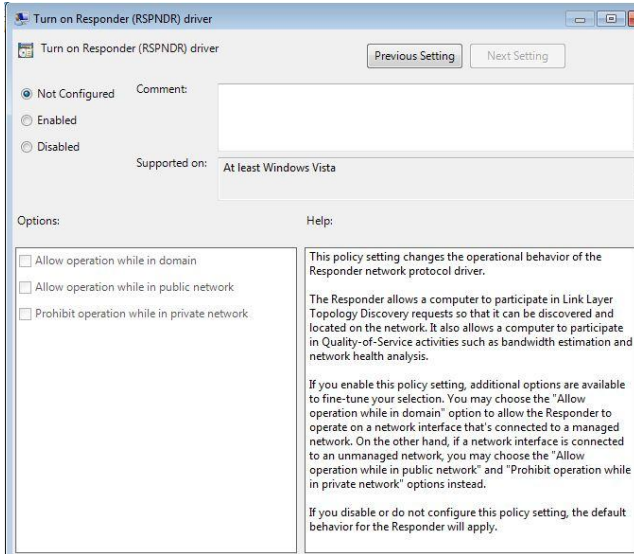 Turn on Responder (RSPNDR) driver
Turn on Responder (RSPNDR) driver
Previous Setting
Next Setting
Not Configured
Comment:
Enabled
Disabled
Supported on:
At least Windows Vista
Options:
Help:
Allow operation while in domain
Allow operation while in public network
Prohibit operation while in private network
This policy setting changes the operational behavior of the
Responder network protocol driver.
The Responder allows a computer to participate in Link Layer
Topology Discovery requests so that it can be discovered and
located on the network. It also allows a computer to participate
in Quality-of-Service activities such as bandwidth estimation and
network health analysis.
If you enable this policy setting, additional options are available
to fine-tune your selection. You may choose the "Allow
operation while in domain" option to allow the Responder to
operate on a network interface that's connected to a managed
network. On the other hand, if a network interface is connected
to an unmanaged network, you may choose the "Allow
operation while in public network" and "Prohibit operation while
in private network" options instead.
If you disable or do not configure this policy setting, the default
behavior for the Responder will apply.